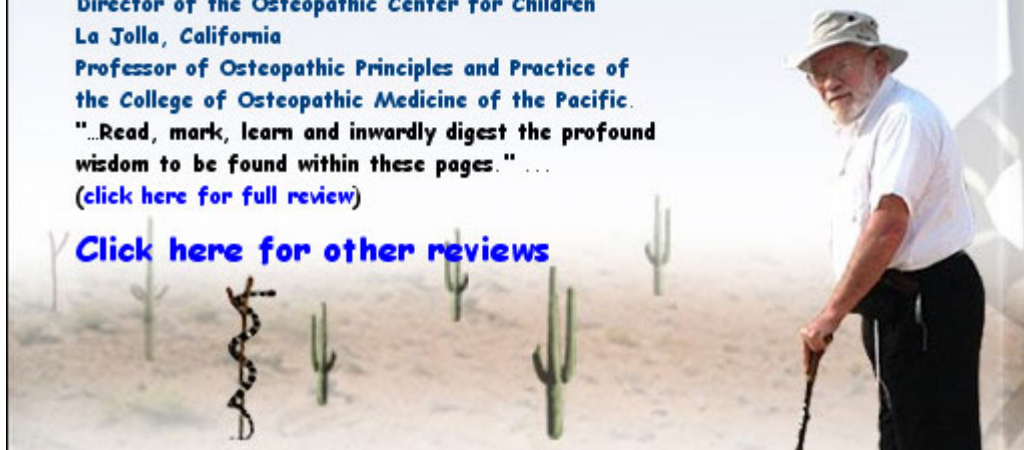 Director of the Osteopathic Center for Children
La Jolla, California
Professor of Osteopathic Principles and Practice of
the College of Osteopathic Medicine of the Pacific.
"…Read, mark, learn and inwardly digest the profound
wisdom to be found within these pages." ...
(click here for full review)
Click here for other reviews